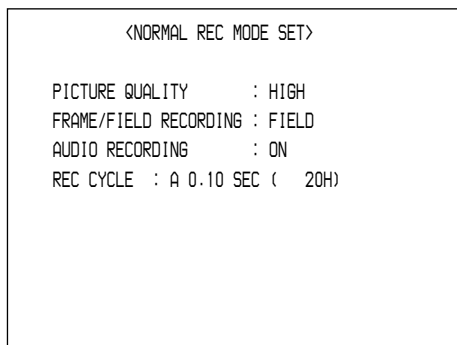 <NORMAL REC MODE SET>
PICTURE QUALITY : HIGH
FRAME/FIELD RECORDING : FIELD
AUDIO RECORDING : ON
REC CYCLE : A 0.10 SEC ( 20H)